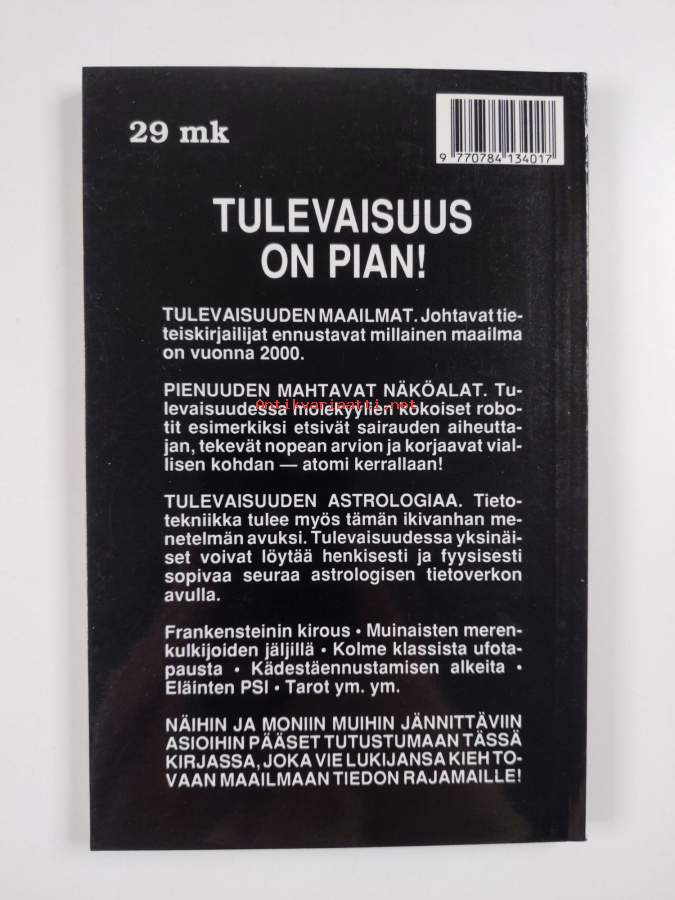 29 mk
9 770784 134017
TULEVAISUUS
ON PIAN!
TULEVAISUUDEN MAAILMAT. Johtavat tie-
teiskirjailijat ennustavat millainen maailma
on vuonna 2000.
PIENUUDEN MAHTAVAT NÄKÖALAT. Tu-
levaisuudessa molekyylien kokoiset robo-
Antikvariaatti.net
tit esimerkiksi etsivät sairauden aiheutta-
jan, tekevät nopean arvion ja korjaavat vial-
lisen kohdan — atomi kerrallaan!
TULEVAISUUDEN ASTROLOGIAA. Tieto-
tekniikka tulee myös tämän ikivanhan me-
netelmän avuksi. Tulevaisuudessa yksinäi-
set voivat löytää henkisesti ja fyysisesti
sopivaa seuraa astrologisen tietoverkon
avulla.
Frankensteinin kirous • Muinaisten meren-
kulkijoiden jäljillä • Kolme klassista ufota-
pausta • Kädestäennustamisen alkeita •
Eläinten PSI • Tarot ym. ym.
NÄIHIN JA MONIIN MUIHIN JÄNNITTÄVIIN
ASIOIHIN PÄÄSET TUTUSTUMAAN TÄSSÄ
KIRJASSA, JOKA VIE LUKIJANSA KIEHTO-
VAAN MAAILMAAN TIEDON RAJAMAILLE!